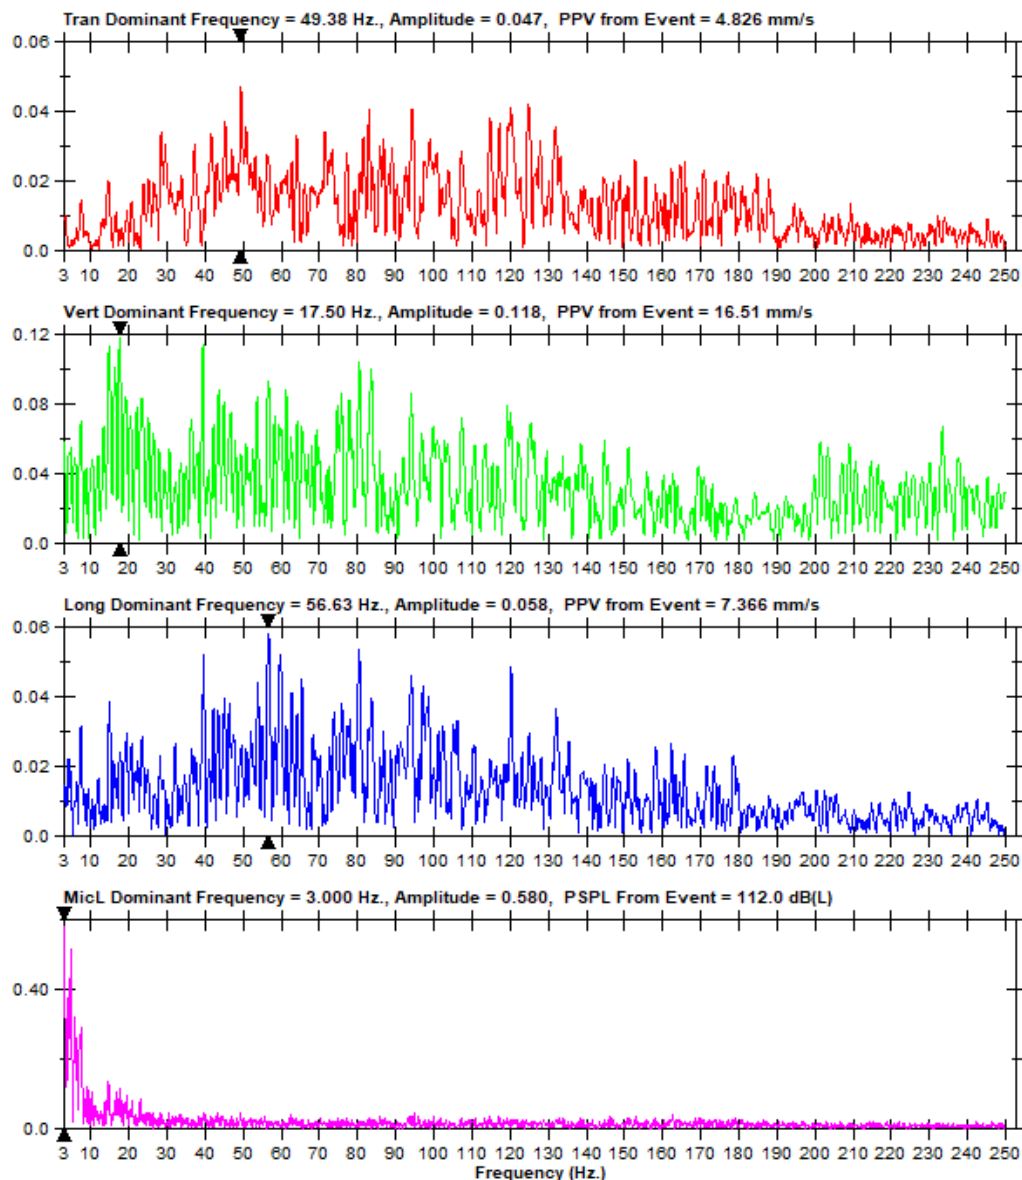 Tran Dominant Frequency = 49.38 Hz., Amplitude = 0.047, PPV from Event = 4.826 mm/s
0.06
0.04
0.02
0.0
3 10 20 30 40 50 60 70 80 90 100 110 120 130 140 150 160 170 180 190 200 210 220 230 240 250
Vert Dominant Frequency = 17.50 Hz., Amplitude = 0.118, PPV from Event = 16.51 mm/s
0.12
0.08
0.04
0.0
3 10 20 30 40 50 60 70 80 90 100 110 120 130 140 150 160 170 180 190 200 210 220 230 240 250
Long Dominant Frequency = 56.63 Hz., Amplitude = 0.058, PPV from Event = 7.366 mm/s
0.06
0.04
0.02
0.0
3 10 20 30 40 50 60 70 80 90 100 110 120 130 140 150 160 170 180 190 200 210 220 230 240 250
MicL Dominant Frequency = 3.000 Hz., Amplitude = 0.580, PSPL From Event = 112.0 dB(L)
0.40
0.0
3 10 20 30 40 50 60 70 80 90 100 110 120 130 140 150 160 170 180 190 200 210 220 230 240 250
Frequency (Hz.)